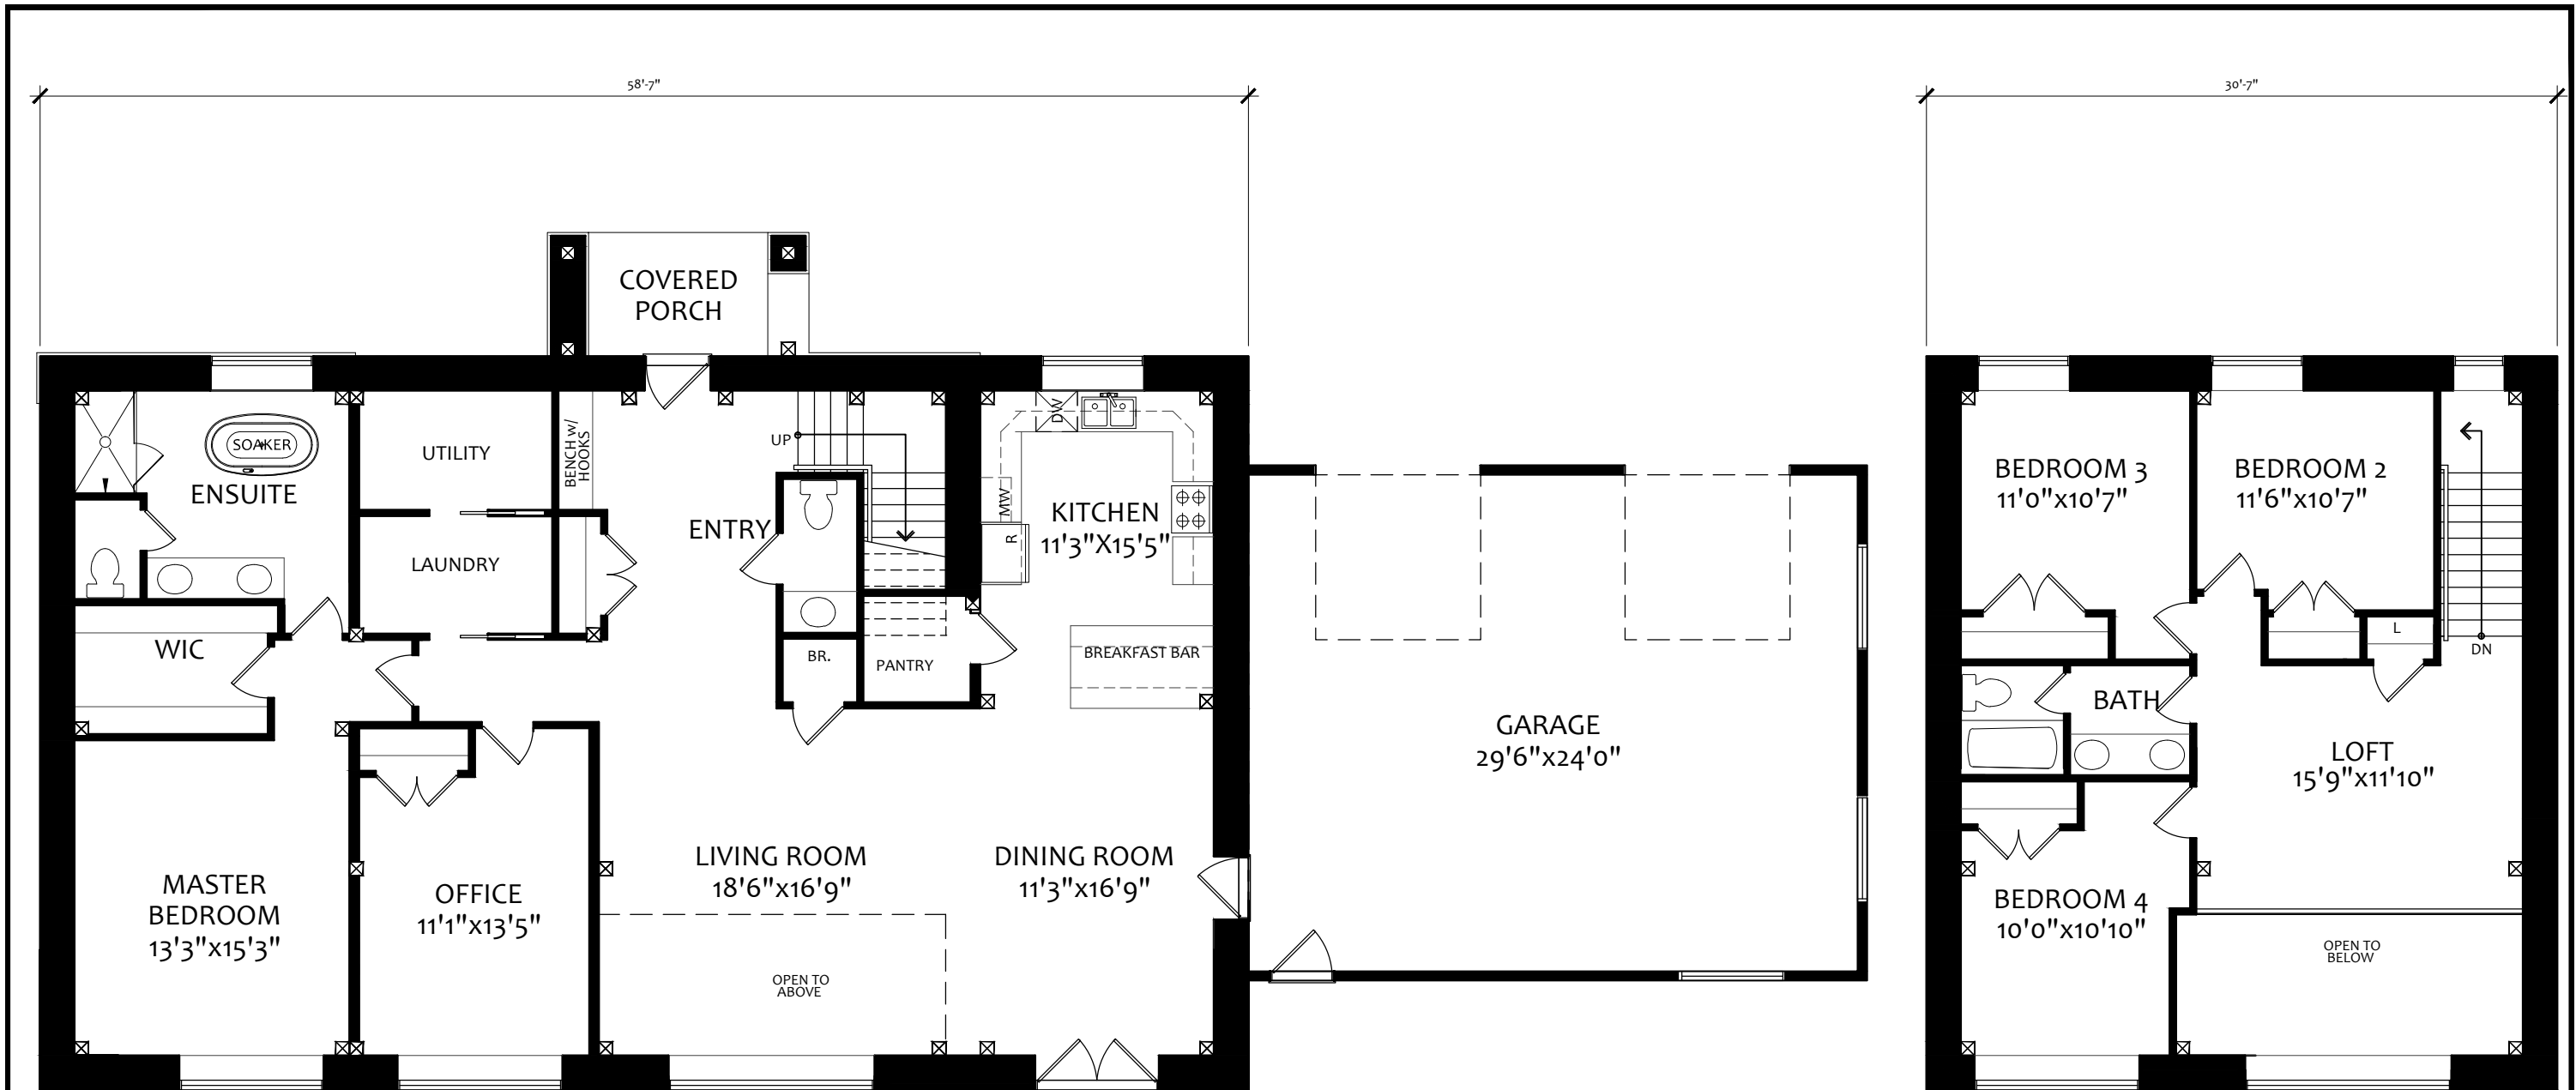 58'-7"
30'-7"
COVERED
PORCH
SOAKER
ENSUITE
UTILITY
BENCH w/
HOOKS
UP
DW
MW
R
ENTRY
KITCHEN
11'3"X15'5"
LAUNDRY
WIC
BR.
PANTRY
BREAKFAST BAR
GARAGE
29'6"x24'0"
MASTER
BEDROOM
13'3"x15'3"
OFFICE
11'1"x13'5"
LIVING ROOM
18'6"x16'9"
DINING ROOM
11'3"x16'9"
OPEN TO
ABOVE
BEDROOM 3
11'0"x10'7"
BEDROOM 2
11'6"x10'7"
L
DN
BATH
LOFT
15'9"x11'10"
BEDROOM 4
10'0"x10'10"
OPEN TO
BELOW